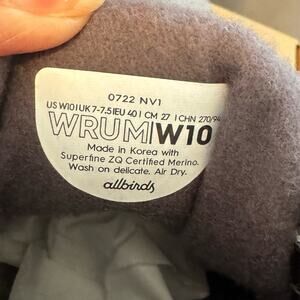 0722 NV1
US W10 | UK 7-7.5 | EU 40 | CM 27 | CHN 270/94
WRUM|W10
Made in Korea with
Superfine ZQ Certified Merino.
Wash on delicate, Air Dry.
allbirds